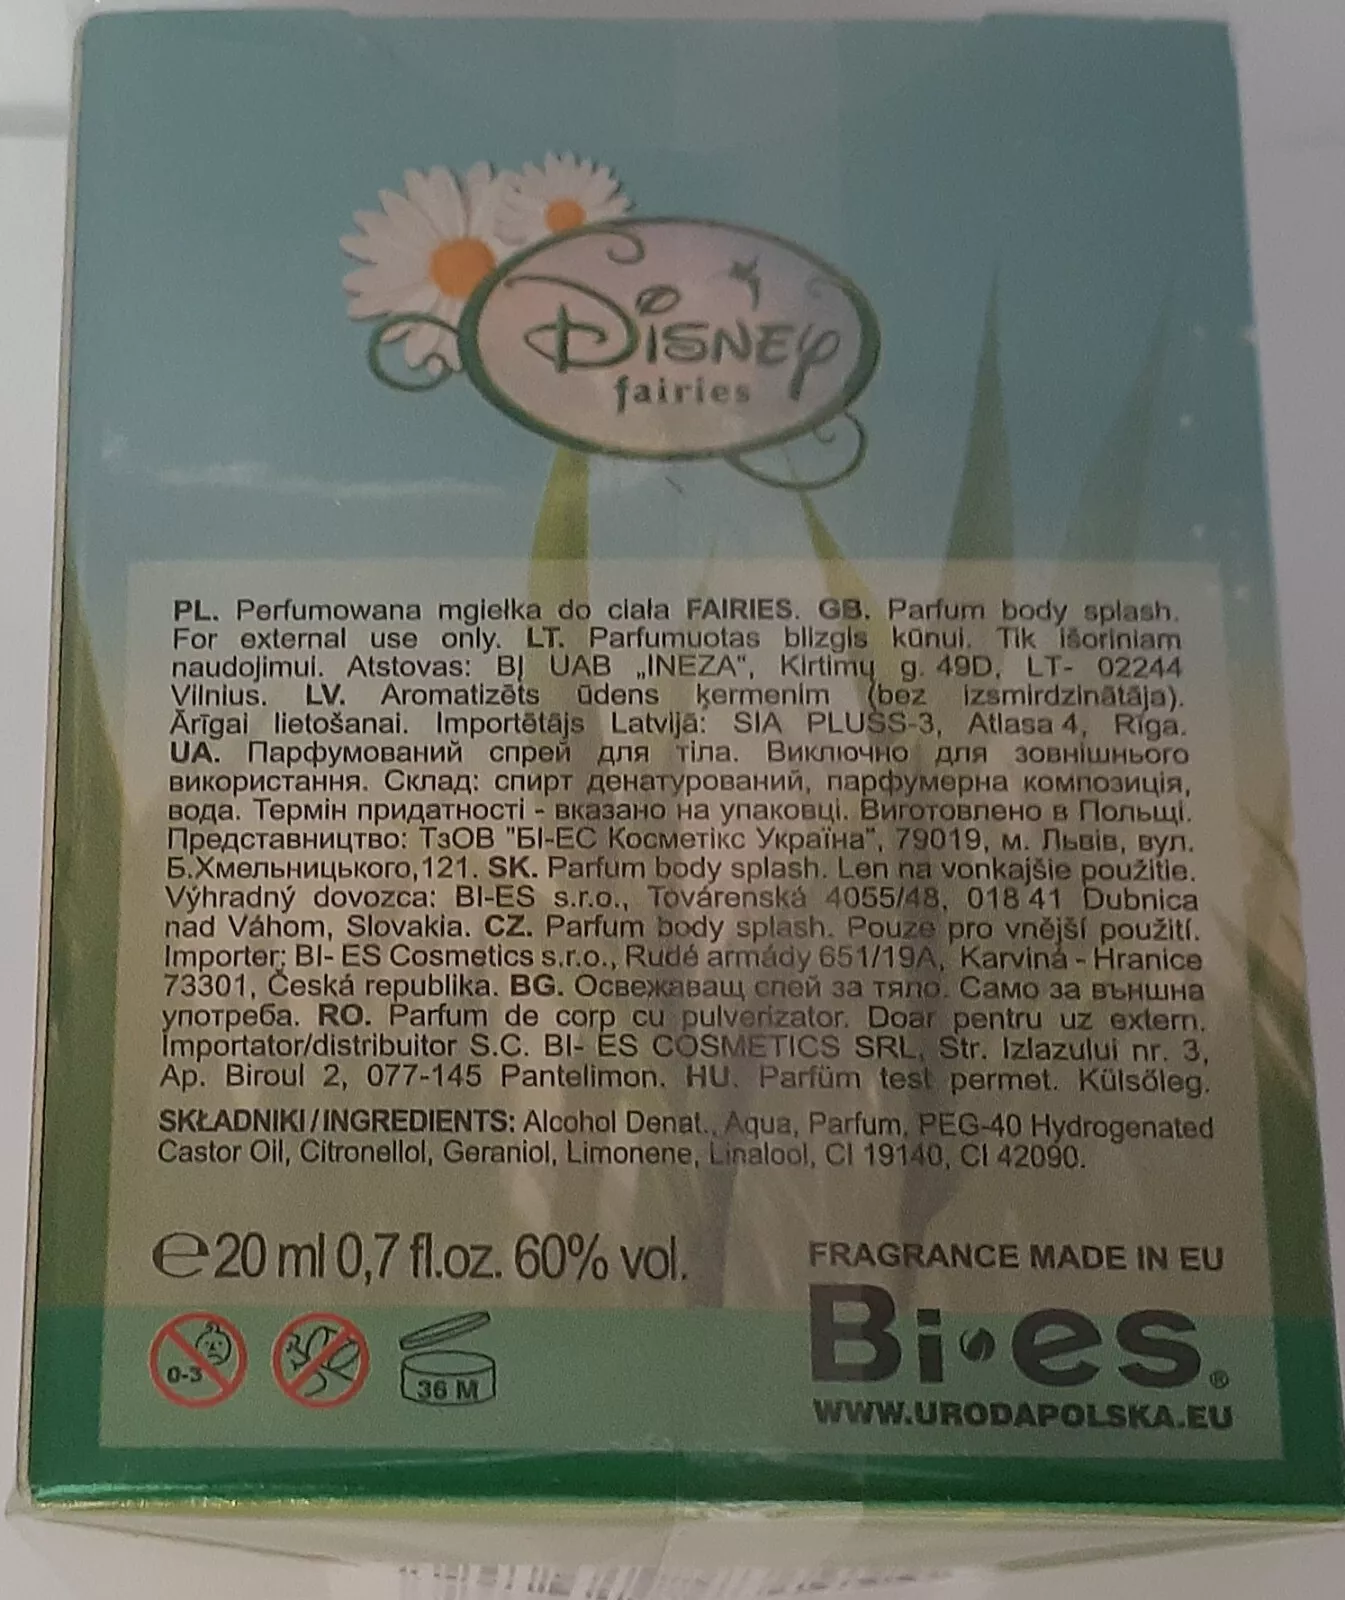 Disney
fairies
PL. Perfumowana mgiełka do ciała FAIRIES. GB. Parfum body splash.
For external use only. LT. Parfumuotas blizgis kūnui. Tik išoriniam
naudojimui. Atstovas: BĮ UAB „INEZA", Kirtimų g. 49D, LT- 02244
Vilnius. LV. Aromatizēts ūdens ķermenim (bez izsmirdzinātāja).
Ārīgai lietošanai. Importētājs Latvijā: SIA PLUSS-3, Atlasa 4, Rīga.
UA. Парфумований спрей для тіла. Виключно для зовнішнього
використання. Склад: спирт денатурований, парфумерна композиція,
вода. Термін придатності - вказано на упаковці. Виготовлено в Польщі.
Представництво: ТзОВ "БІ-ЕС Косметікс Україна", 79019, м. Львів, вул.
Б.Хмельницького,121. SK. Parfum body splash. Len na vonkajšie použitie.
Výhradný dovozca: BI-ES s.r.o., Továrenská 4055/48, 018 41 Dubnica
nad Váhom, Slovakia. CZ. Parfum body splash. Pouze pro vnější použití.
Importer: BI- ES Cosmetics s.r.o., Rudé armády 651/19A, Karviná - Hranice
73301, Česká republika. BG. Освежаващ спей за тяло. Само за външна
употреба. RO. Parfum de corp cu pulverizator. Doar pentru uz extern.
Importator/distribuitor S.C. BI- ES COSMETICS SRL, Str. Izlazului nr. 3,
Ap. Biroul 2, 077-145 Pantelimon. HU. Parfüm test permet. Külsőleg.
SKŁADNIKI/INGREDIENTS: Alcohol Denat., Aqua, Parfum, PEG-40 Hydrogenated
Castor Oil, Citronellol, Geraniol, Limonene, Linalool, CI 19140, CI 42090.
℮ 20 ml 0,7 fl.oz. 60% vol.
FRAGRANCE MADE IN EU
0-3
36 M
Bi-es®
WWW.URODAPOLSKA.EU